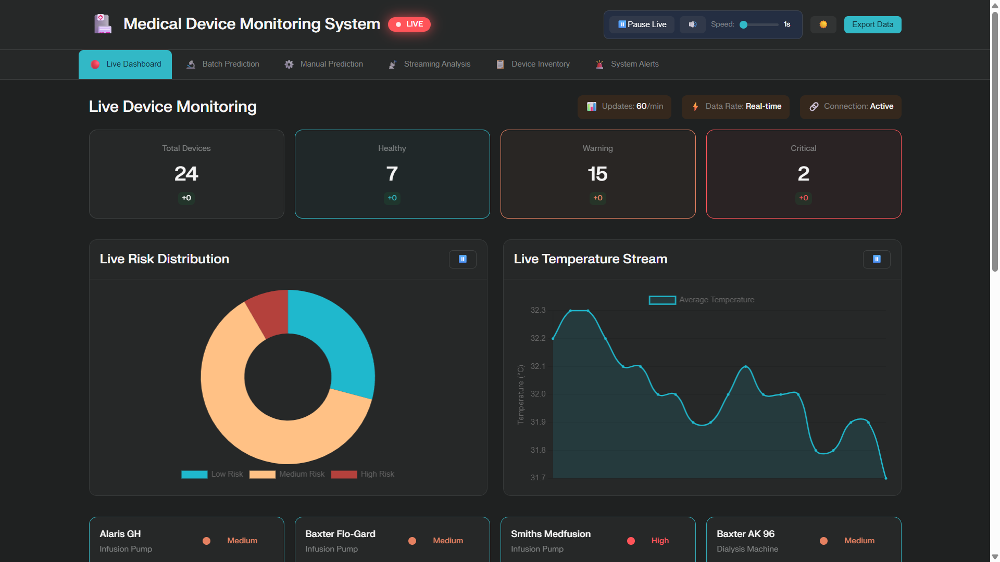 Medical Device Monitoring System
LIVE
Pause Live
Speed:
1s
Export Data
Live Dashboard
Batch Prediction
Manual Prediction
Streaming Analysis
Device Inventory
System Alerts
Live Device Monitoring
Updates: 60/min
Data Rate: Real-time
Connection: Active
Total Devices
24
+0
Healthy
7
+0
Warning
15
+0
Critical
2
+0
Live Risk Distribution
Low Risk
Medium Risk
High Risk
Live Temperature Stream
Average Temperature
Temperature (°C)
32.3
32.2
32.1
32.0
31.9
31.8
31.7
Alaris GH
Infusion Pump
Medium
Baxter Flo-Gard
Infusion Pump
Medium
Smiths Medfusion
Infusion Pump
High
Baxter AK 96
Dialysis Machine
Medium